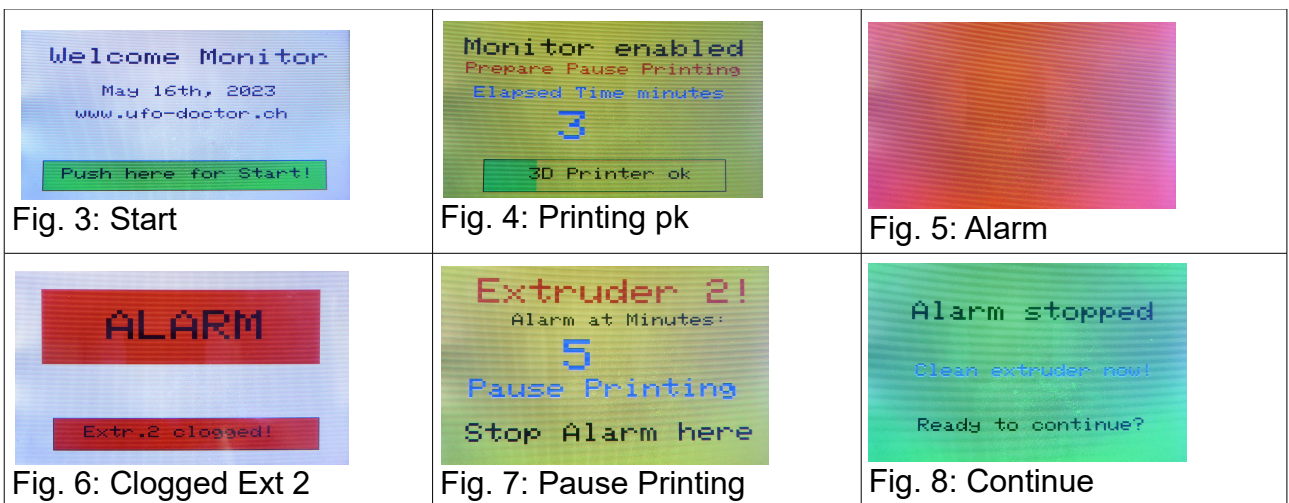 Welcome Monitor
May 16th, 2023
www.ufo-doctor.ch
Push here for Start!
Fig. 3: Start
Monitor enabled
Prepare Pause Printing
Elapsed Time minutes
3
3D Printer ok
Fig. 4: Printing pk
Fig. 5: Alarm
ALARM
Extr.2 clogged!
Fig. 6: Clogged Ext 2
Extruder 2!
Alarm at Minutes:
5
Pause Printing
Stop Alarm here
Fig. 7: Pause Printing
Alarm stopped
Clean extruder now!
Ready to continue?
Fig. 8: Continue